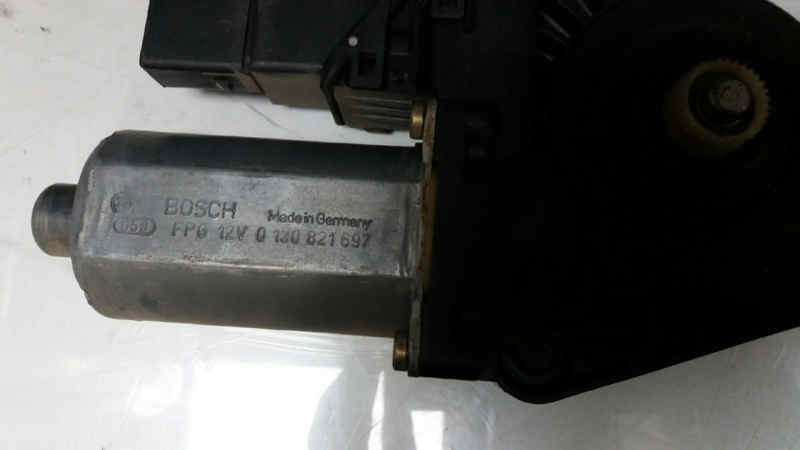 BOSCH Made in Germany
FPG 12V 0 130 821 697